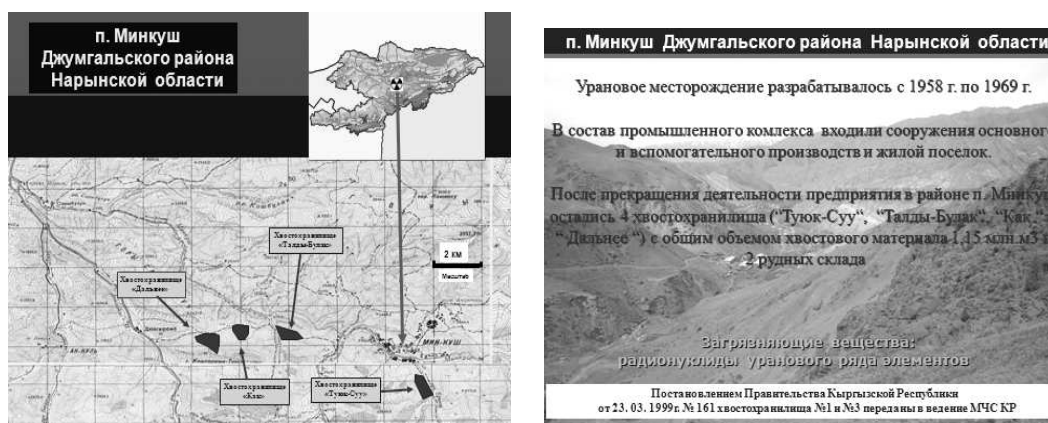 п. Минкуш
Джумгальского района
Нарынской области
Хвостохранилище
«Талды-Булак»
2 км
Масштаб
Хвостохранилище
«Дальнее»
МИН-КУШ
Хвостохранилище
«Как»
Хвостохранилище
«Туюк-Суу»
п. Минкуш Джумгальского района Нарынской области
Урановое месторождение разрабатывалось с 1958 г. по 1969 г.
В состав промышленного комлекса входили сооружения основног
и вспомогательного производств и жилой поселок.
После прекращения деятельности предприятия в районе п. Минкуш
остались 4 хвостохранилища ("Туюк-Суу", "Талды-Булак", "Как",
"Дальнее") с общим объемом хвостового материала 1,15 млн.м3 и
2 рудных склада
Загрязняющие вещества:
радионуклиды уранового ряда элементов
Постановлением Правительства Кыргызской Республики
от 23. 03. 1999г. № 161 хвостохранилища №1 и №3 переданы в ведение МЧС КР